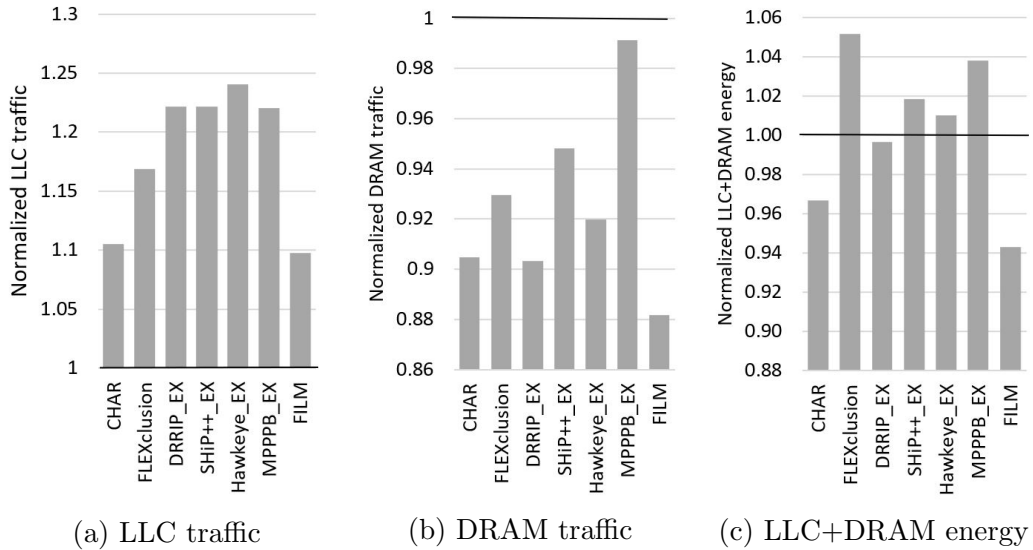 Normalized LLC traffic
1.3
1.25
1.2
1.15
1.1
1.05
1
CHAR
FLEXclusion
DRRIP_EX
SHiP++_EX
Hawkeye_EX
MPPPB_EX
FILM
(a) LLC traffic
Normalized DRAM traffic
1
0.98
0.96
0.94
0.92
0.9
0.88
0.86
CHAR
FLEXclusion
DRRIP_EX
SHiP++_EX
Hawkeye_EX
MPPPB_EX
FILM
(b) DRAM traffic
Normalized LLC+DRAM energy
1.06
1.04
1.02
1.00
0.98
0.96
0.94
0.92
0.90
0.88
CHAR
FLEXclusion
DRRIP_EX
SHiP++_EX
Hawkeye_EX
MPPPB_EX
FILM
(c) LLC+DRAM energy